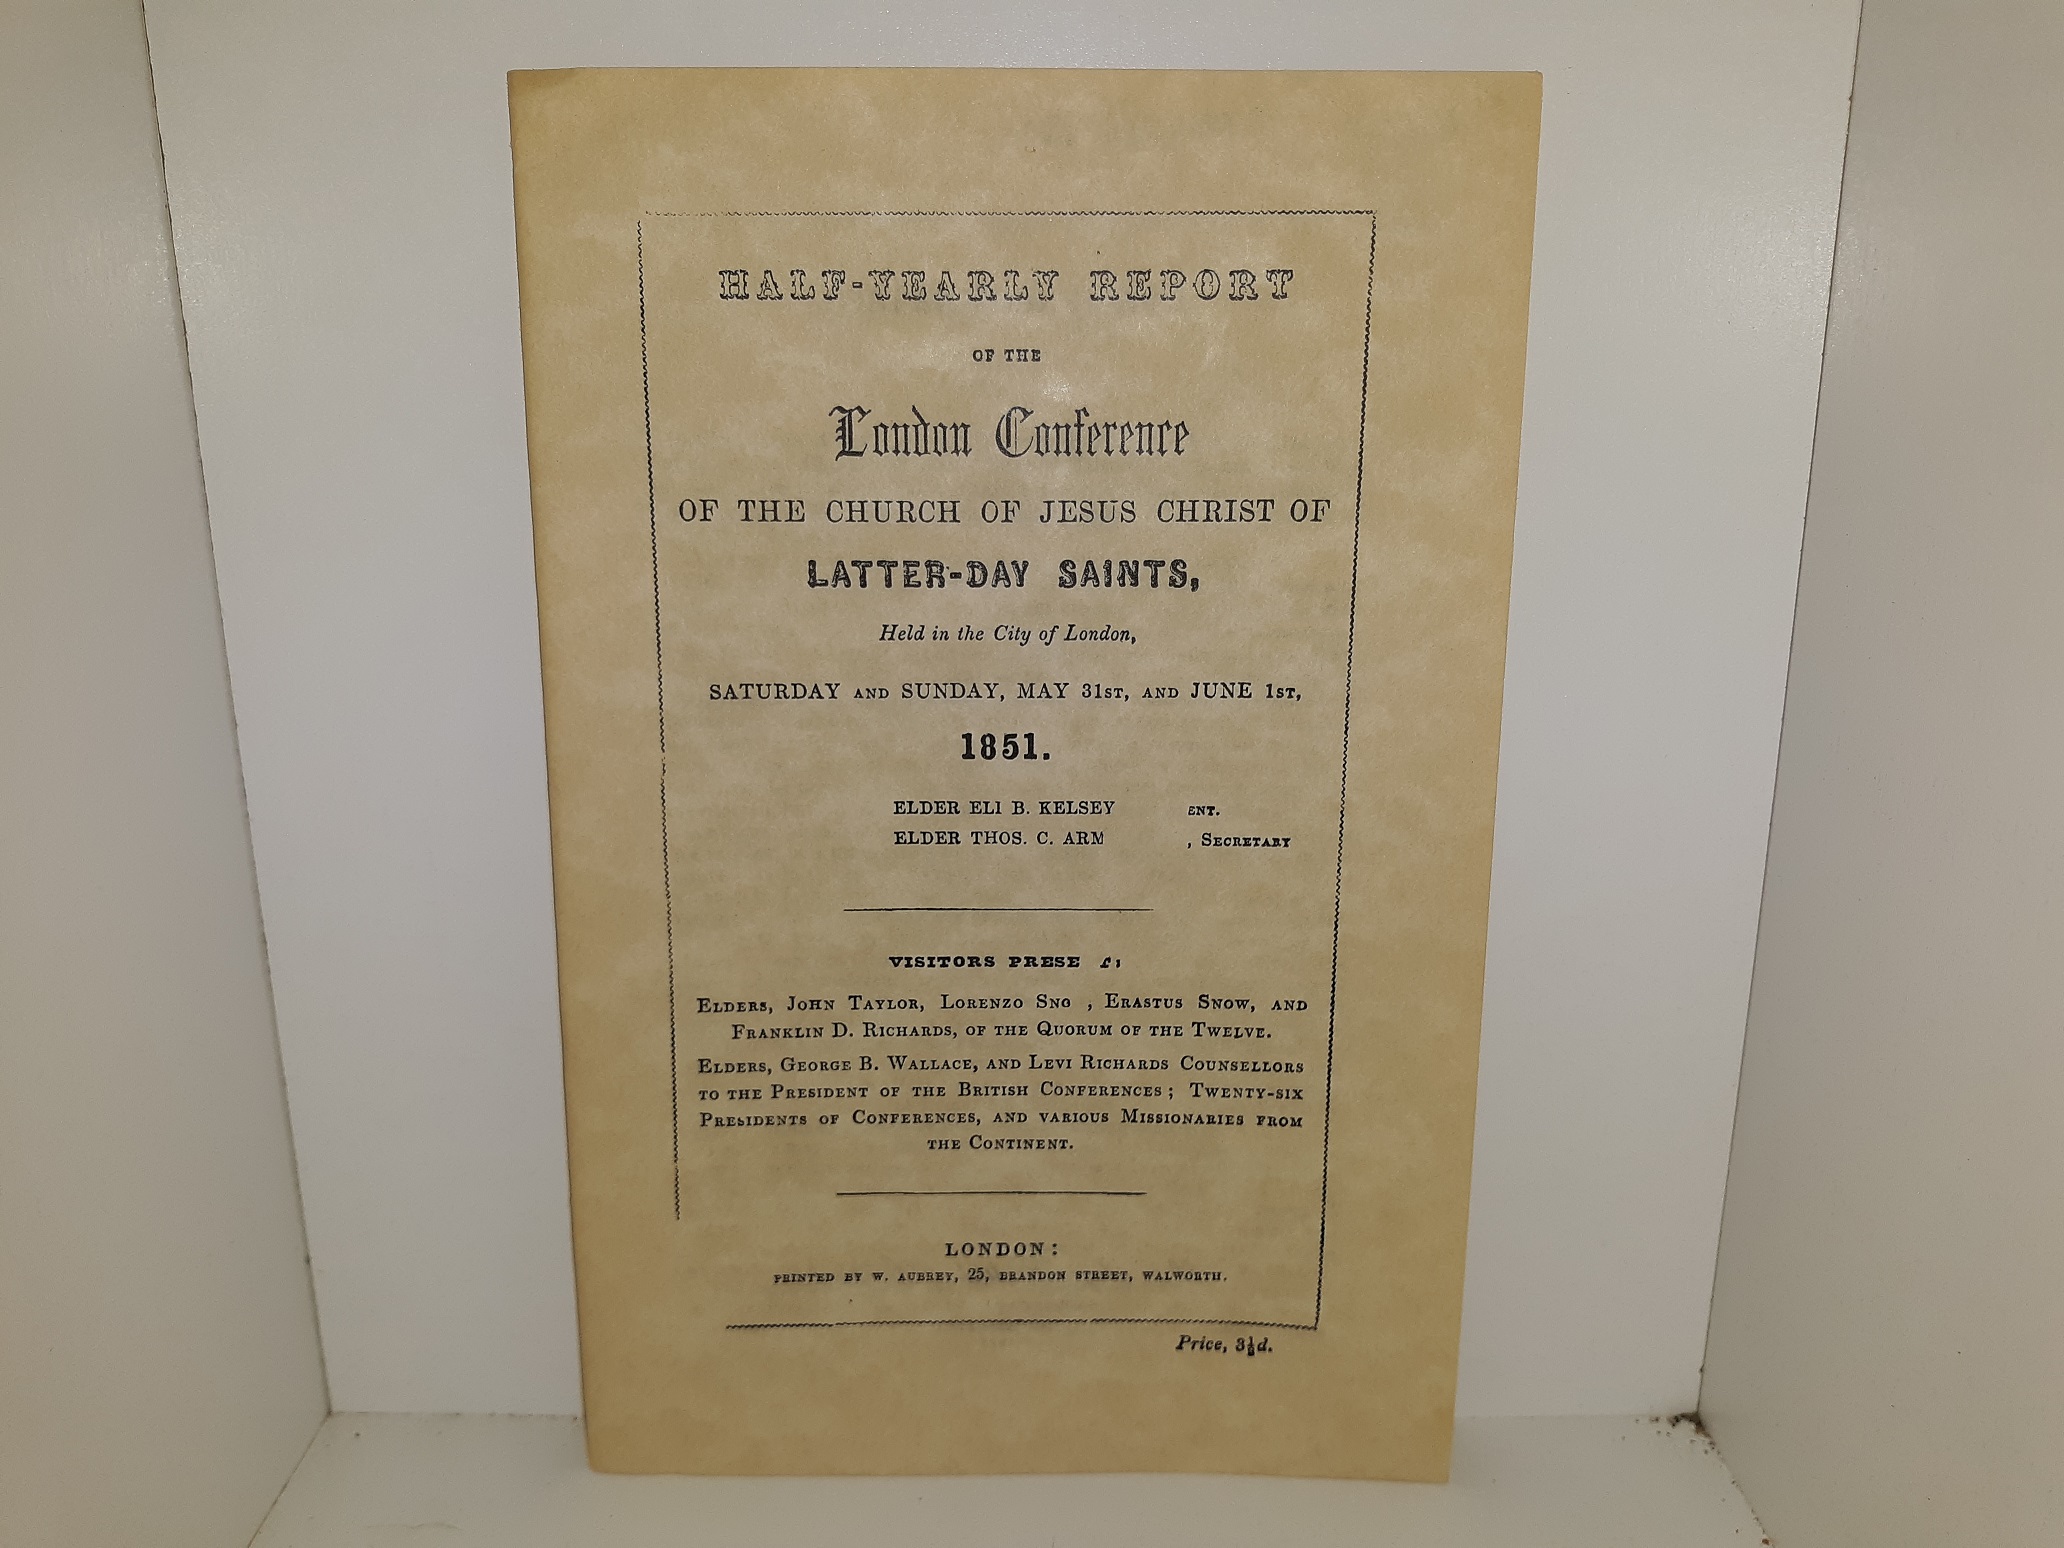 HALF-YEARLY REPORT
OF THE
London Conference
OF THE CHURCH OF JESUS CHRIST OF
LATTER-DAY SAINTS,
Held in the City of London,
SATURDAY AND SUNDAY, MAY 31ST, AND JUNE 1ST,
1851.
ELDER ELI B. KELSEY ENT.
ELDER THOS. C. ARM , SECRETARY
VISITORS PRESE
ELDERS, JOHN TAYLOR, LORENZO SNO , ERASTUS SNOW, AND
FRANKLIN D. RICHARDS, OF THE QUORUM OF THE TWELVE.
ELDERS, GEORGE B. WALLACE, AND LEVI RICHARDS COUNSELLORS
TO THE PRESIDENT OF THE BRITISH CONFERENCES; TWENTY-SIX
PRESIDENTS OF CONFERENCES, AND VARIOUS MISSIONARIES FROM
THE CONTINENT.
LONDON:
PRINTED BY W. AUBREY, 25, BRANDON STREET, WALWORTH.
Price, 3½d.